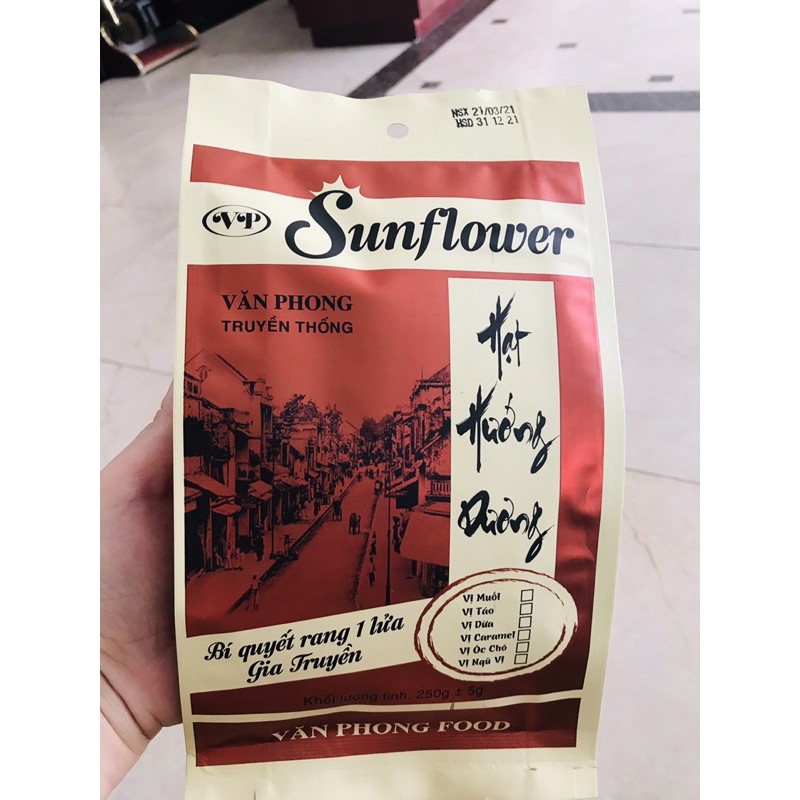 NSX 27/03/21
HSD 31 12 21
VP
Sunflower
VĂN PHONG
TRUYỀN THỐNG
Hạt
Hướng
Dương
Vị Muối
Vị Táo
Vị Dừa
Vị Caramel
Vị Óc Chó
Vị Ngũ Vị
Bí quyết rang 1 lửa
Gia Truyền
Khối lượng tịnh: 250g ± 5g
VĂN PHONG FOOD